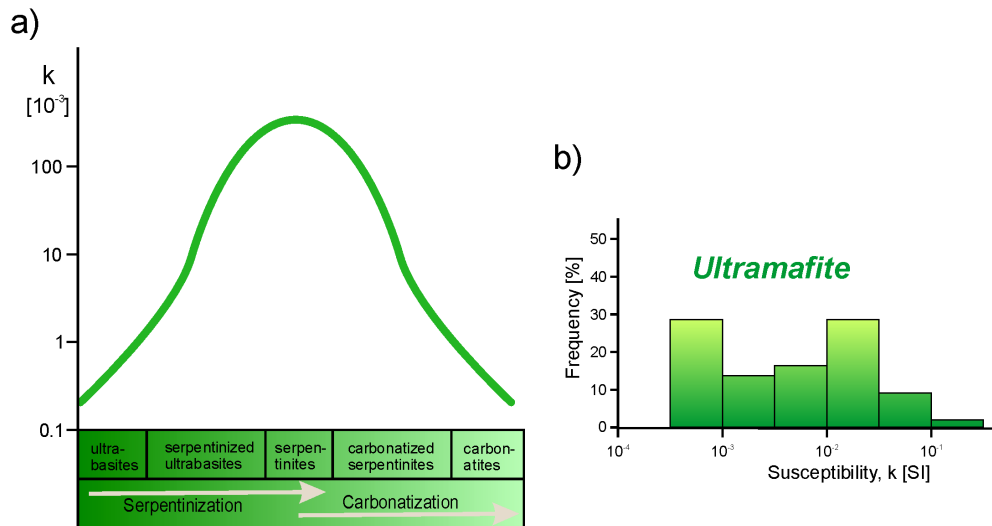 a)
k
[10⁻³]
100
10
1
0.1
ultra-
basites
serpentinized
ultrabasites
serpen-
tinites
carbonatized
serpentinites
carbon-
atites
Serpentinization
Carbonatization
b)
Ultramafite
Frequency [%]
50
40
30
20
10
0
10⁻⁴
10⁻³
10⁻²
10⁻¹
Susceptibility, k [SI]